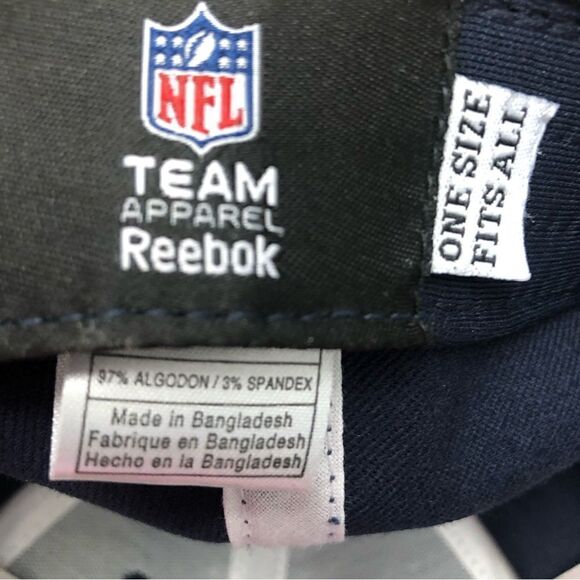 NFL
TEAM
APPAREL
Reebok
ONE SIZE
FITS ALL
97% ALGODON / 3% SPANDEX
Made in Bangladesh
Fabrique en Bangladesh
Hecho en la Bangladesh